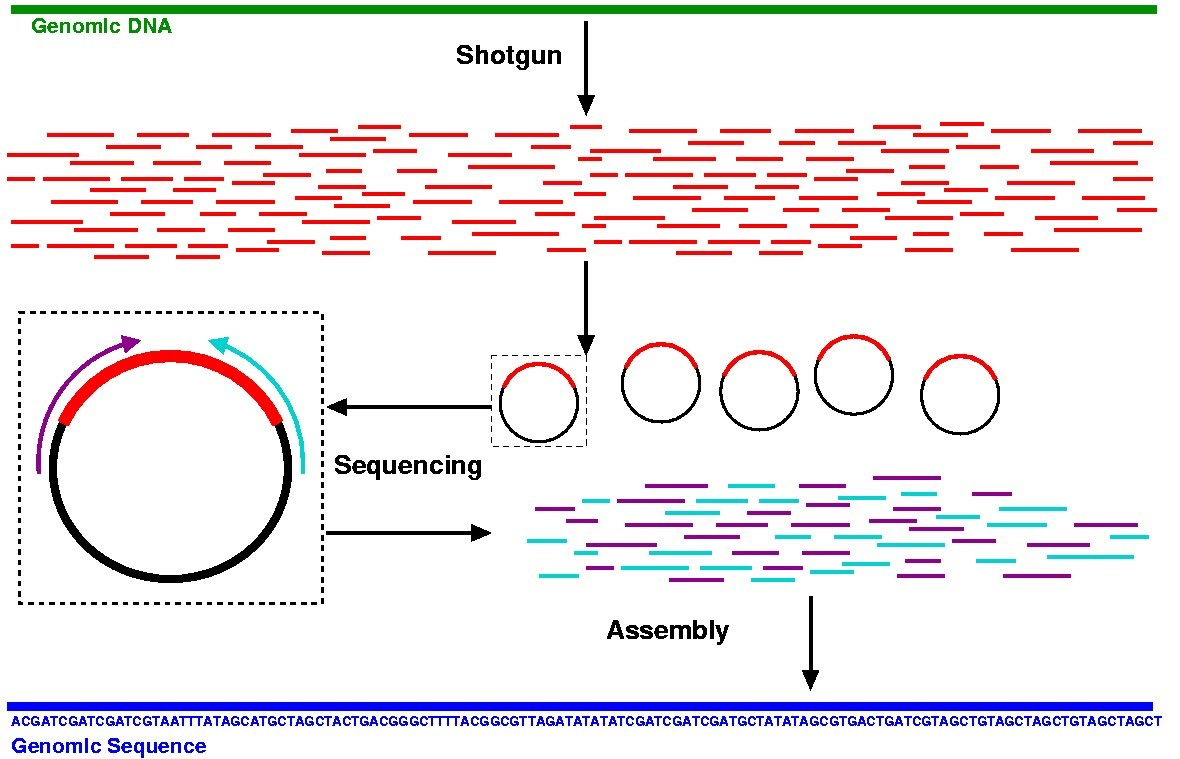 Genomic DNA
Shotgun
Sequencing
Assembly
ACGATCGATCGATCGTAATTTATAGCATGCTAGCTACTGACGGGCTTTTACGGCGTTAGATATATATCGATCGATCGATGCTATATAGCGTGACTGATCGTAGCTGTAGCTAGCTGTAGCTAGCT
Genomic Sequence